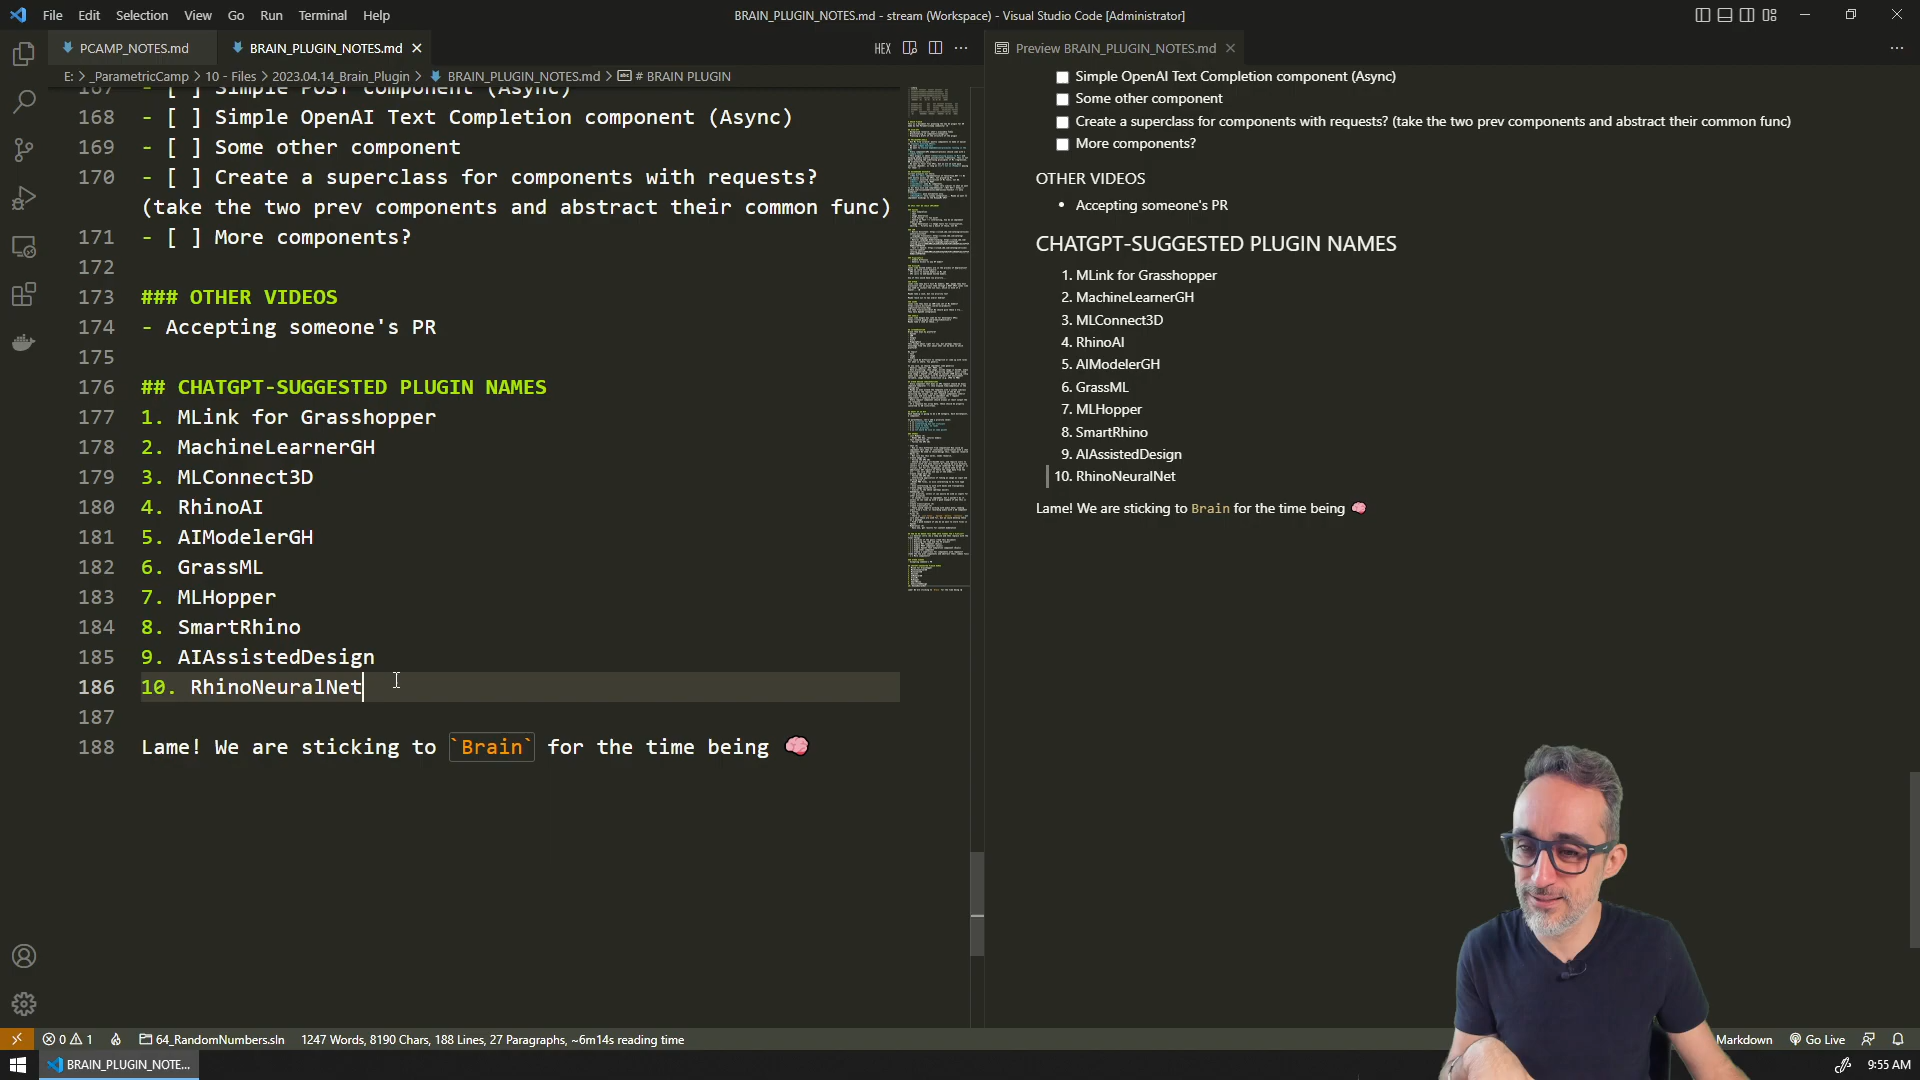 File Edit Selection View Go Run Terminal Help
BRAIN_PLUGIN_NOTES.md - stream (Workspace) - Visual Studio Code [Administrator]
PCAMP_NOTES.md
BRAIN_PLUGIN_NOTES.md
HEX
Preview BRAIN_PLUGIN_NOTES.md
E: > _ParametricCamp > 10 - Files > 2023.04.14_Brain_Plugin > BRAIN_PLUGIN_NOTES.md > # BRAIN PLUGIN
167 - [ ] Simple POST component (Async)
168 - [ ] Simple OpenAI Text Completion component (Async)
169 - [ ] Some other component
170 - [ ] Create a superclass for components with requests?
(take the two prev components and abstract their common func)
171 - [ ] More components?
172
173 ### OTHER VIDEOS
174 - Accepting someone's PR
175
176 ## CHATGPT-SUGGESTED PLUGIN NAMES
177 1. MLink for Grasshopper
178 2. MachineLearnerGH
179 3. MLConnect3D
180 4. RhinoAI
181 5. AIModelerGH
182 6. GrassML
183 7. MLHopper
184 8. SmartRhino
185 9. AIAssistedDesign
186 10. RhinoNeuralNet
187
188 Lame! We are sticking to `Brain` for the time being 🧠
Simple OpenAI Text Completion component (Async)
Some other component
Create a superclass for components with requests? (take the two prev components and abstract their common func)
More components?
OTHER VIDEOS
• Accepting someone's PR
CHATGPT-SUGGESTED PLUGIN NAMES
1. MLink for Grasshopper
2. MachineLearnerGH
3. MLConnect3D
4. RhinoAI
5. AIModelerGH
6. GrassML
7. MLHopper
8. SmartRhino
9. AIAssistedDesign
10. RhinoNeuralNet
Lame! We are sticking to Brain for the time being 🧠
0 1 64_RandomNumbers.sln 1247 Words, 8190 Chars, 188 Lines, 27 Paragraphs, ~6m14s reading time
Markdown Go Live
BRAIN_PLUGIN_NOTE...
9:55 AM